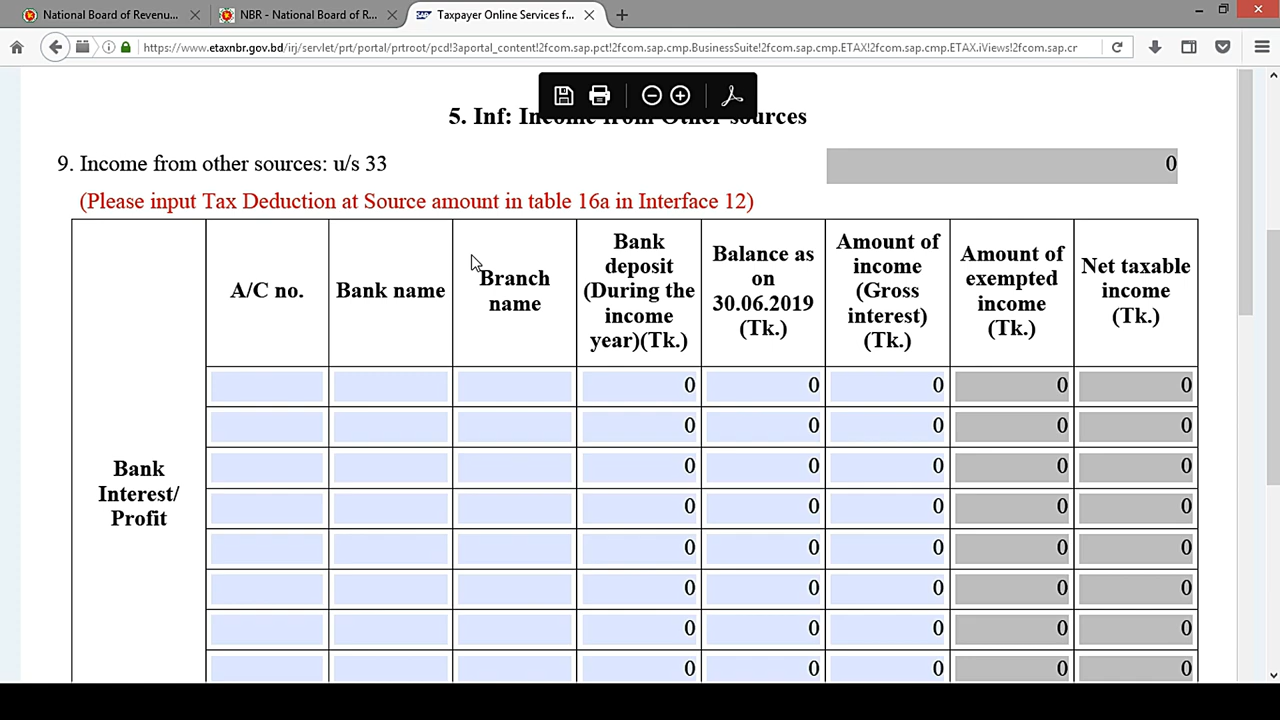 National Board of Revenu...
NBR - National Board of R...
Taxpayer Online Services f...
https://www.etaxnbr.gov.bd/irj/servlet/prt/portal/prtroot/pcd!3aportal_content!2fcom.sap.pct!2fcom.sap.cmp.BusinessSuite!2fcom.sap.cmp.ETAX!2fcom.sap.cmp.ETAX.iViews!2fcom.sap.cr
5. Inf: Income from Other sources
9. Income from other sources: u/s 33
0
(Please input Tax Deduction at Source amount in table 16a in Interface 12)
A/C no.
Bank name
Branch
name
Bank
deposit
(During the
income
year)(Tk.)
Balance as
on
30.06.2019
(Tk.)
Amount of
income
(Gross
interest)
(Tk.)
Amount of
exempted
income
(Tk.)
Net taxable
income
(Tk.)
Bank
Interest/
Profit
0 0 0 0 0
0 0 0 0 0
0 0 0 0 0
0 0 0 0 0
0 0 0 0 0
0 0 0 0 0
0 0 0 0 0
0 0 0 0 0